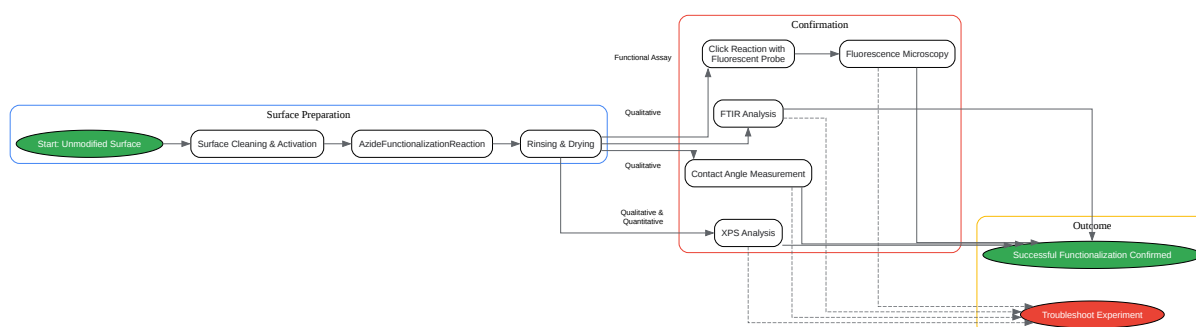 Confirmation
Click Reaction with
Fluorescent Probe
Fluorescence Microscopy
Functional Assay
Surface Preparation
Qualitative
FTIR Analysis
Start: Unmodified Surface
Surface Cleaning & Activation
AzideFunctionalizationReaction
Rinsing & Drying
Qualitative
Contact Angle Measurement
Qualitative &
Quantitative
XPS Analysis
Outcome
Successful Functionalization Confirmed
Troubleshoot Experiment